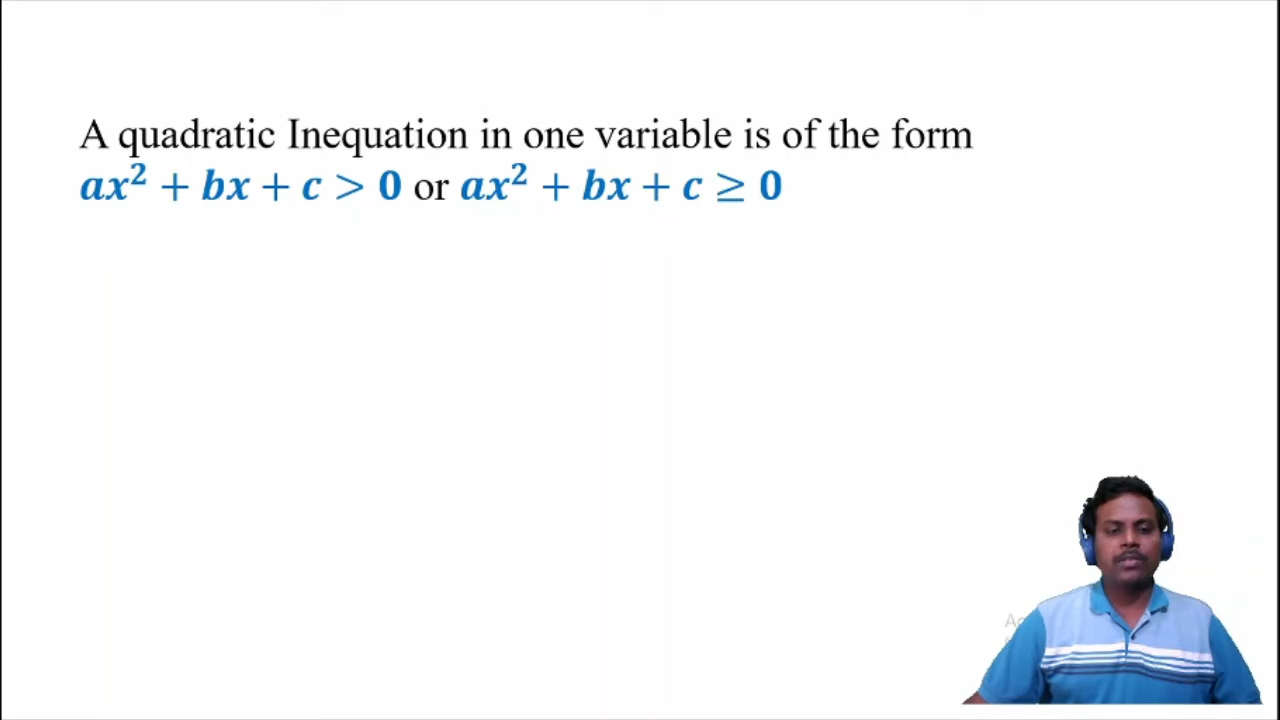 A quadratic Inequation in one variable is of the form
ax² + bx + c > 0 or ax² + bx + c ≥ 0